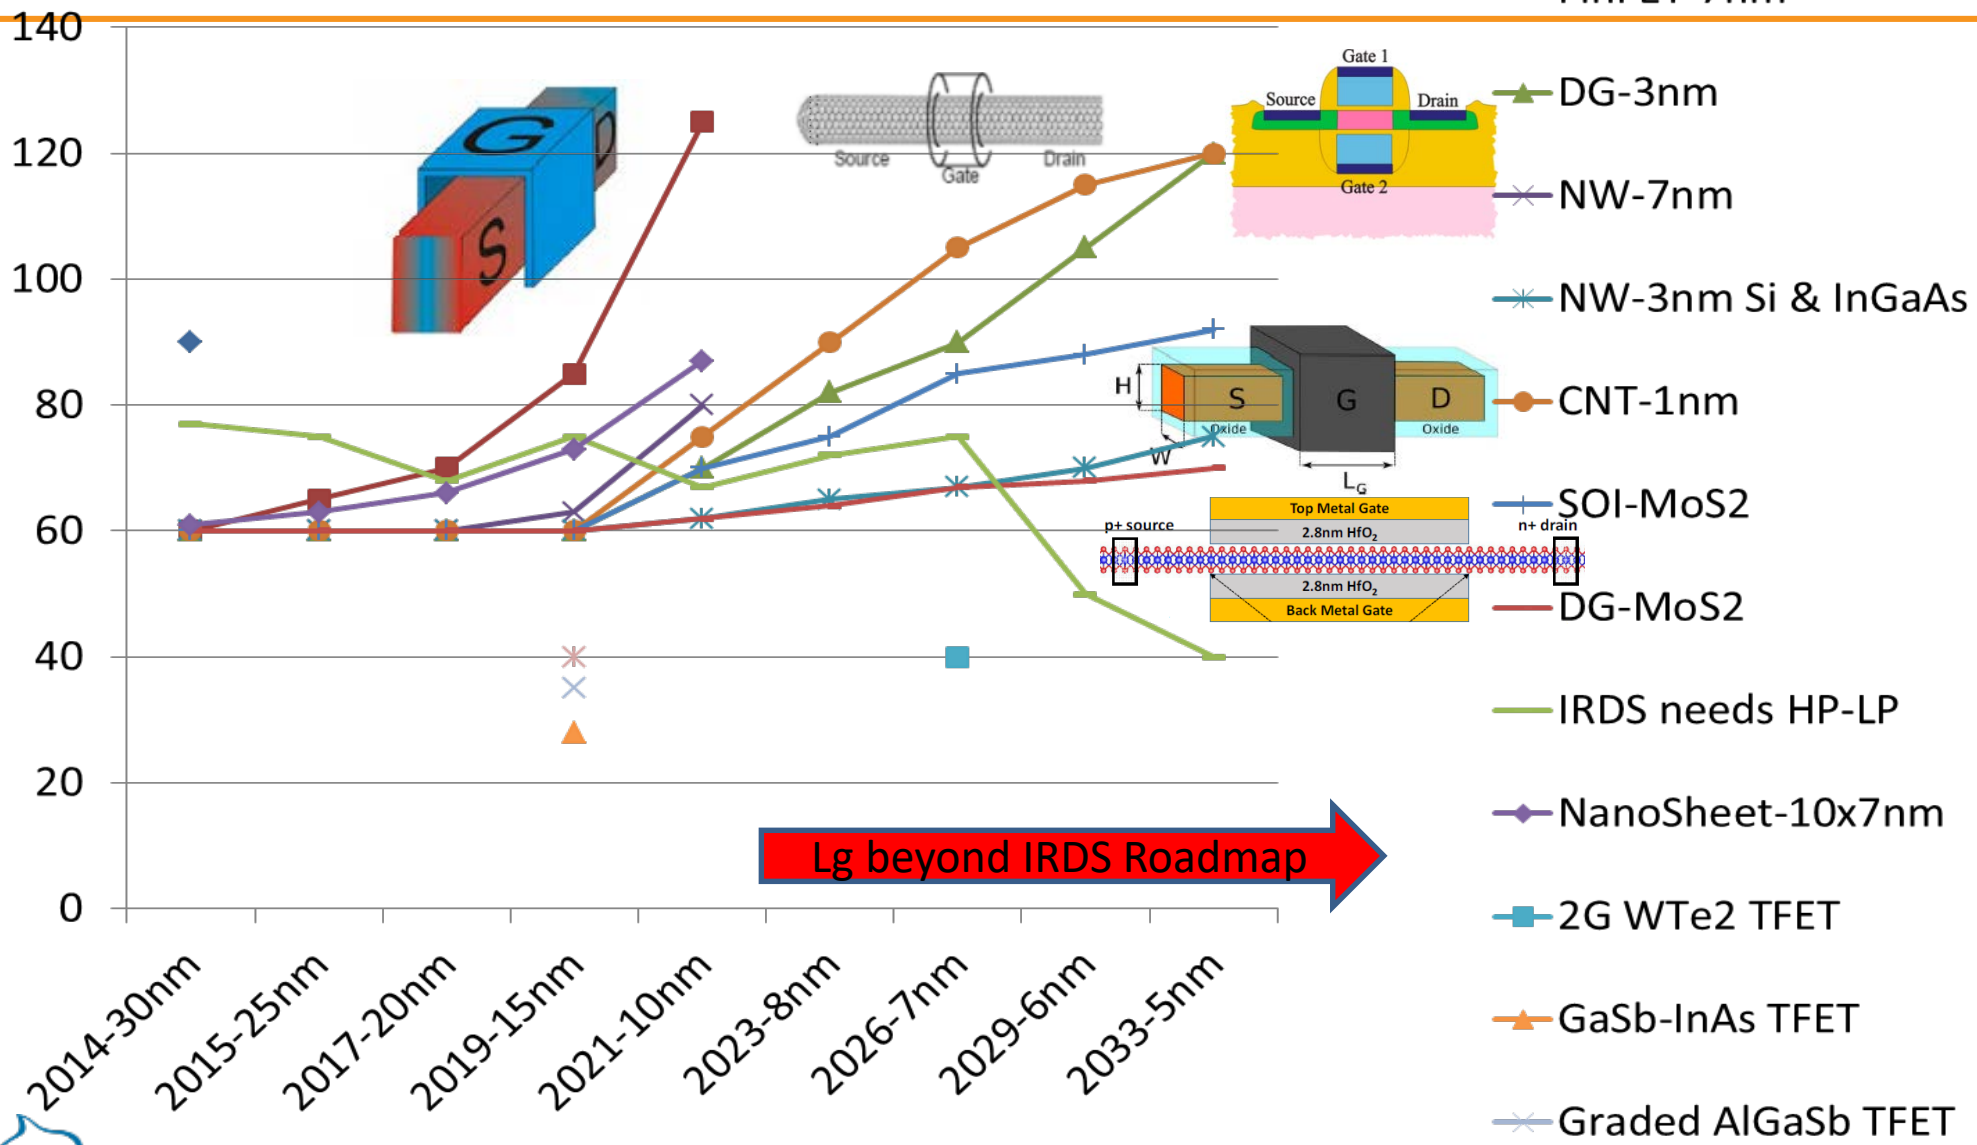 FinFET-7nm
140
120
100
80
60
40
20
0
G
D
S
Source
Gate
Drain
Gate 1
Source
Drain
Gate 2
DG-3nm
NW-7nm
NW-3nm Si & InGaAs
H
S
G
D
Oxide
Oxide
W
LG
CNT-1nm
SOI-MoS2
p+ source
Top Metal Gate
n+ drain
2.8nm HfO2
2.8nm HfO2
Back Metal Gate
DG-MoS2
IRDS needs HP-LP
NanoSheet-10x7nm
Lg beyond IRDS Roadmap
2G WTe2 TFET
GaSb-InAs TFET
Graded AlGaSb TFET
2014-30nm
2015-25nm
2017-20nm
2019-15nm
2021-10nm
2023-8nm
2026-7nm
2029-6nm
2033-5nm